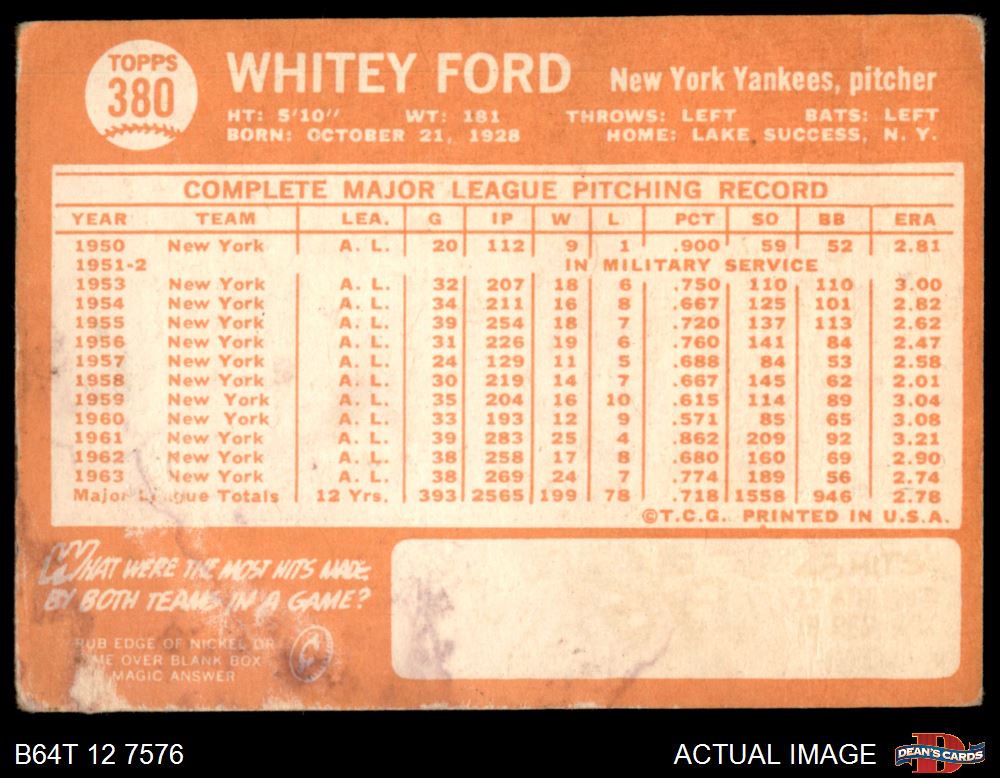 TOPPS
380
WHITEY FORD New York Yankees, pitcher
HT: 5'10" WT: 181 THROWS: LEFT BATS: LEFT
BORN: OCTOBER 21, 1928 HOME: LAKE SUCCESS, N. Y.
COMPLETE MAJOR LEAGUE PITCHING RECORD
YEAR TEAM LEA. G IP W L PCT SO BB ERA
1950 New York A. L. 20 112 9 1 .900 59 52 2.81
1951-2 IN MILITARY SERVICE
1953 New York A. L. 32 207 18 6 .750 110 110 3.00
1954 New York A. L. 34 211 16 8 .667 125 101 2.82
1955 New York A. L. 39 254 18 7 .720 137 113 2.62
1956 New York A. L. 31 226 19 6 .760 141 84 2.47
1957 New York A. L. 24 129 11 5 .688 84 53 2.58
1958 New York A. L. 30 219 14 7 .667 145 62 2.01
1959 New York A. L. 35 204 16 10 .615 114 89 3.04
1960 New York A. L. 33 193 12 9 .571 85 65 3.08
1961 New York A. L. 39 283 25 4 .862 209 92 3.21
1962 New York A. L. 38 258 17 8 .680 160 69 2.90
1963 New York A. L. 38 269 24 7 .774 189 56 2.74
Major League Totals 12 Yrs. 393 2565 199 78 .718 1558 946 2.78
©T.C.G. PRINTED IN U.S.A.
WHAT WERE THE MOST HITS MADE
BY BOTH TEAMS IN A GAME?
RUB EDGE OF NICKEL OR
OVER BLANK BOX
MAGIC ANSWER
B64T 12 7576
ACTUAL IMAGE
DEAN'S CARDS